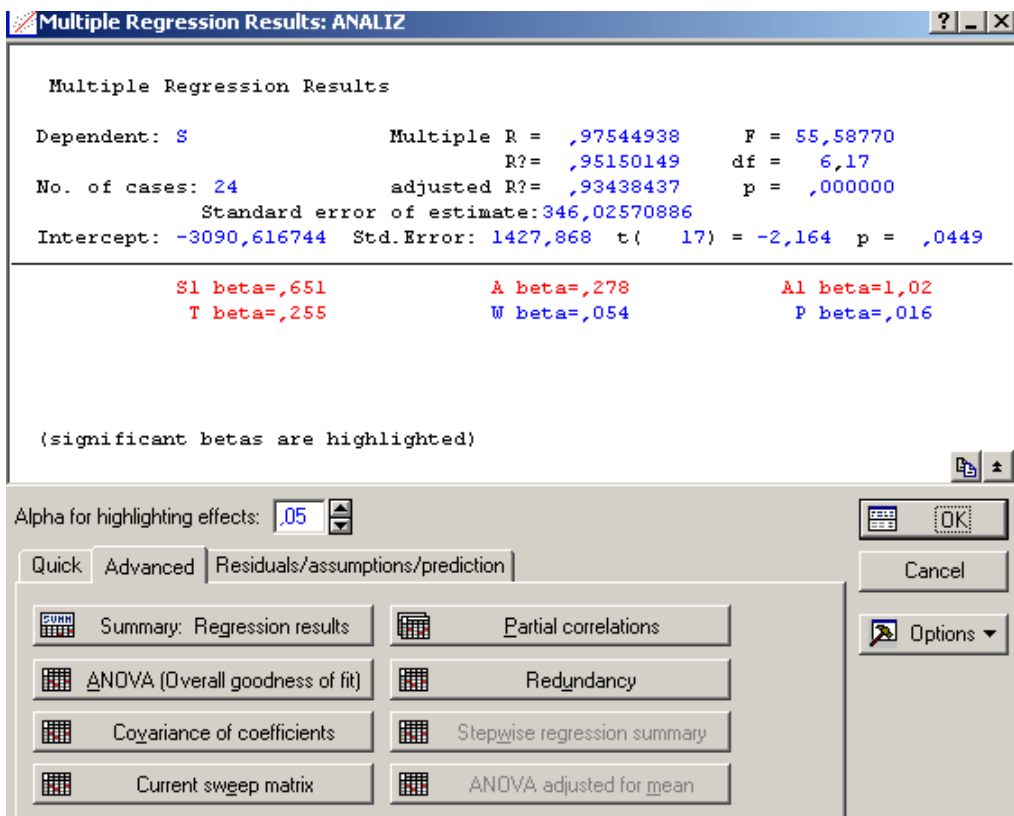 Multiple Regression Results: ANALIZ
Multiple Regression Results
Dependent: S Multiple R = ,97544938 F = 55,58770
R?= ,95150149 df = 6,17
No. of cases: 24 adjusted R?= ,93438437 p = ,000000
Standard error of estimate:346,02570886
Intercept: -3090,616744 Std.Error: 1427,868 t( 17) = -2,164 p = ,0449
S1 beta=,651 A beta=,278 A1 beta=1,02
T beta=,255 W beta=,054 P beta=,016
(significant betas are highlighted)
Alpha for highlighting effects: ,05
OK
Quick Advanced Residuals/assumptions/prediction
Cancel
Summary: Regression results Partial correlations
Options
ANOVA (Overall goodness of fit) Redundancy
Covariance of coefficients Stepwise regression summary
Current sweep matrix ANOVA adjusted for mean